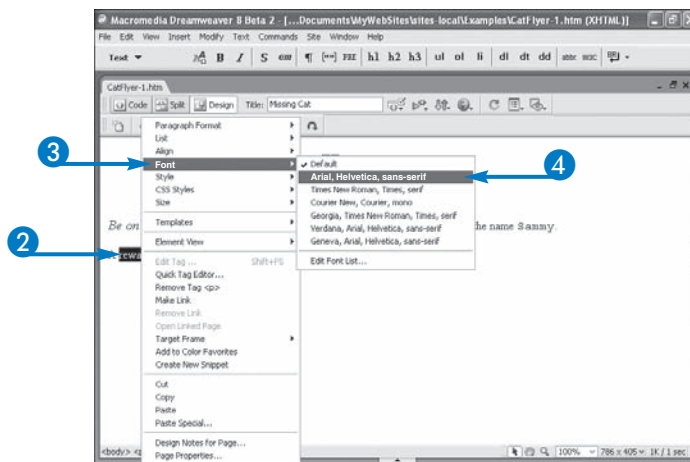 Macromedia Dreamweaver 8 Beta 2 - [...Documents\MyWebSites\sites-local\Examples\CatFlyer-1.htm (XHTML)]
File Edit View Insert Modify Text Commands Site Window Help
Text B I S em ¶ [""] PRE h1 h2 h3 ul ol li dl dt dd abbr W3C BR
CatFlyer-1.htm
Code Split Design Title: Missing Cat
Paragraph Format
List
Align
3 Font
Style
CSS Styles
Size
Templates
Element View
Edit Tag ... Shift+F5
Quick Tag Editor...
Remove Tag <p>
Make Link
Remove Link
Open Linked Page
Target Frame
Add to Color Favorites
Create New Snippet
Cut
Copy
Paste
Paste Special...
Design Notes for Page...
Page Properties...
Default
Arial, Helvetica, sans-serif 4
Times New Roman, Times, serif
Courier New, Courier, mono
Georgia, Times New Roman, Times, serif
Verdana, Arial, Helvetica, sans-serif
Geneva, Arial, Helvetica, sans-serif
Edit Font List...
Be on he name Sammy.
2 rewa
<body> 100% 786 x 405 1K / 1 sec